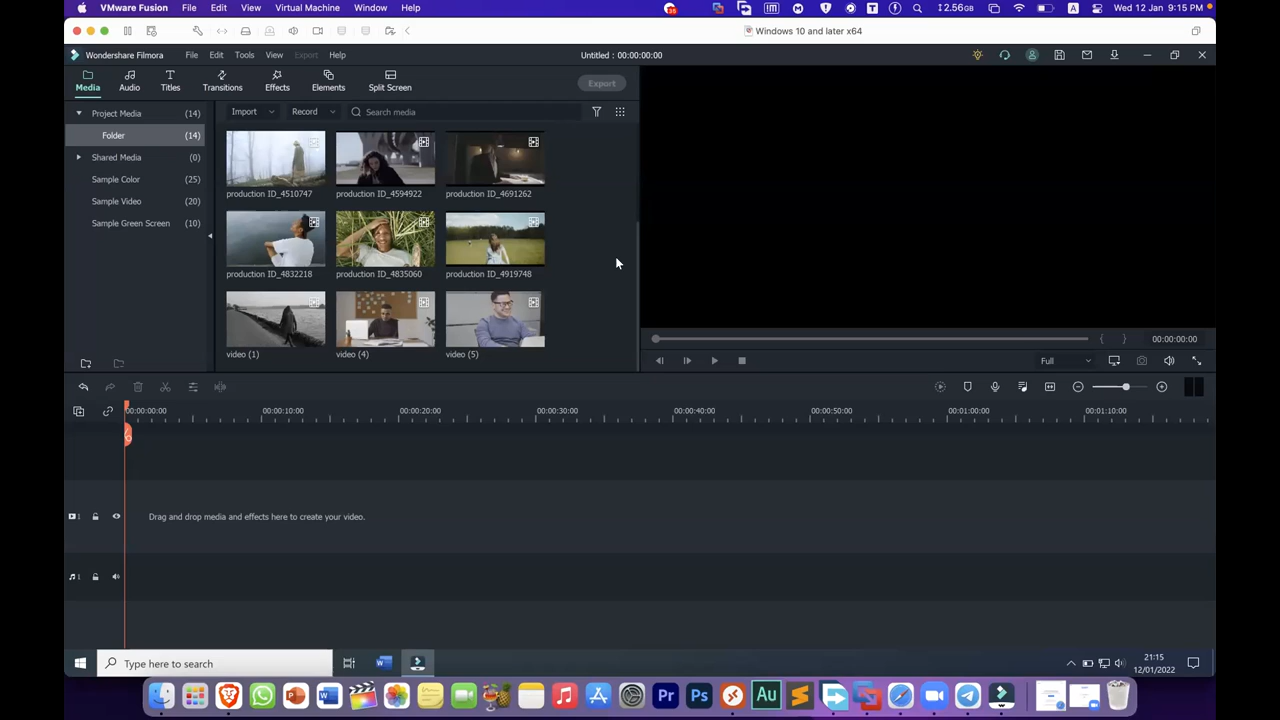 VMware Fusion File Edit View Virtual Machine Window Help 2.56GB A Wed 12 Jan 9:15 PM
Windows 10 and later x64
Wondershare Filmora File Edit Tools View Export Help Untitled : 00:00:00:00
Media Audio Titles Transitions Effects Elements Split Screen Export
Project Media (14)
Folder (14)
Shared Media (0)
Sample Color (25)
Sample Video (20)
Sample Green Screen (10)
Import Record Search media
production ID_4510747 production ID_4594922 production ID_4691262
production ID_4832218 production ID_4835060 production ID_4919748
video (1) video (4) video (5)
00:00:00:00
Full
00:00:00:00 00:00:10:00 00:00:20:00 00:00:30:00 00:00:40:00 00:00:50:00 00:01:00:00 00:01:10:00
1 Drag and drop media and effects here to create your video.
1
Type here to search
21:15
12/01/2022
Pr Ps Au